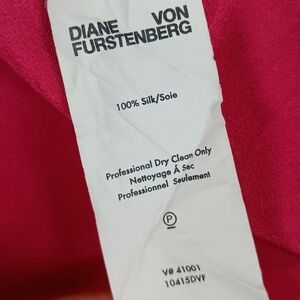 DIANE VON
FURSTENBERG
100% Silk/Soie
Professional Dry Clean Only
Nettoyage Á Sec
Professionnel Seulement
P
V# 41001
10415DVF